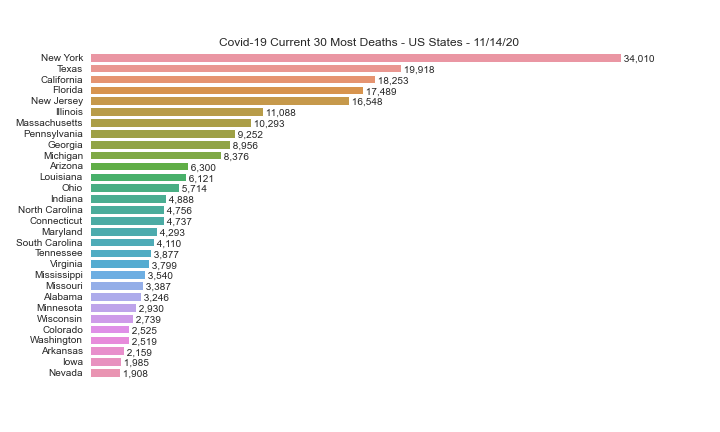 Covid-19 Current 30 Most Deaths - US States - 11/14/20
New York 34,010
Texas 19,918
California 18,253
Florida 17,489
New Jersey 16,548
Illinois 11,088
Massachusetts 10,293
Pennsylvania 9,252
Georgia 8,956
Michigan 8,376
Arizona 6,300
Louisiana 6,121
Ohio 5,714
Indiana 4,888
North Carolina 4,756
Connecticut 4,737
Maryland 4,293
South Carolina 4,110
Tennessee 3,877
Virginia 3,799
Mississippi 3,540
Missouri 3,387
Alabama 3,246
Minnesota 2,930
Wisconsin 2,739
Colorado 2,525
Washington 2,519
Arkansas 2,159
Iowa 1,985
Nevada 1,908